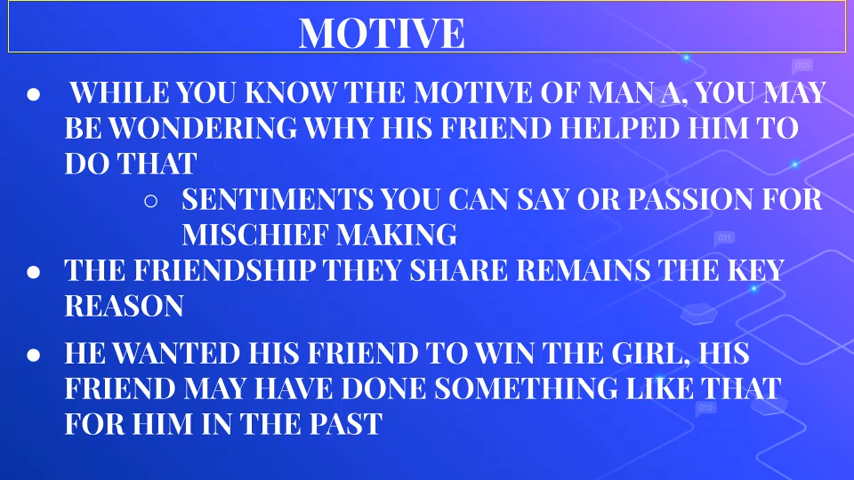 MOTIVE
● WHILE YOU KNOW THE MOTIVE OF MAN A, YOU MAY
BE WONDERING WHY HIS FRIEND HELPED HIM TO
DO THAT
○ SENTIMENTS YOU CAN SAY OR PASSION FOR
MISCHIEF MAKING
● THE FRIENDSHIP THEY SHARE REMAINS THE KEY
REASON
● HE WANTED HIS FRIEND TO WIN THE GIRL, HIS
FRIEND MAY HAVE DONE SOMETHING LIKE THAT
FOR HIM IN THE PAST
001
011
010